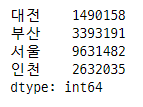 대전    1490158
부산    3393191
서울    9631482
인천    2632035
dtype: int64